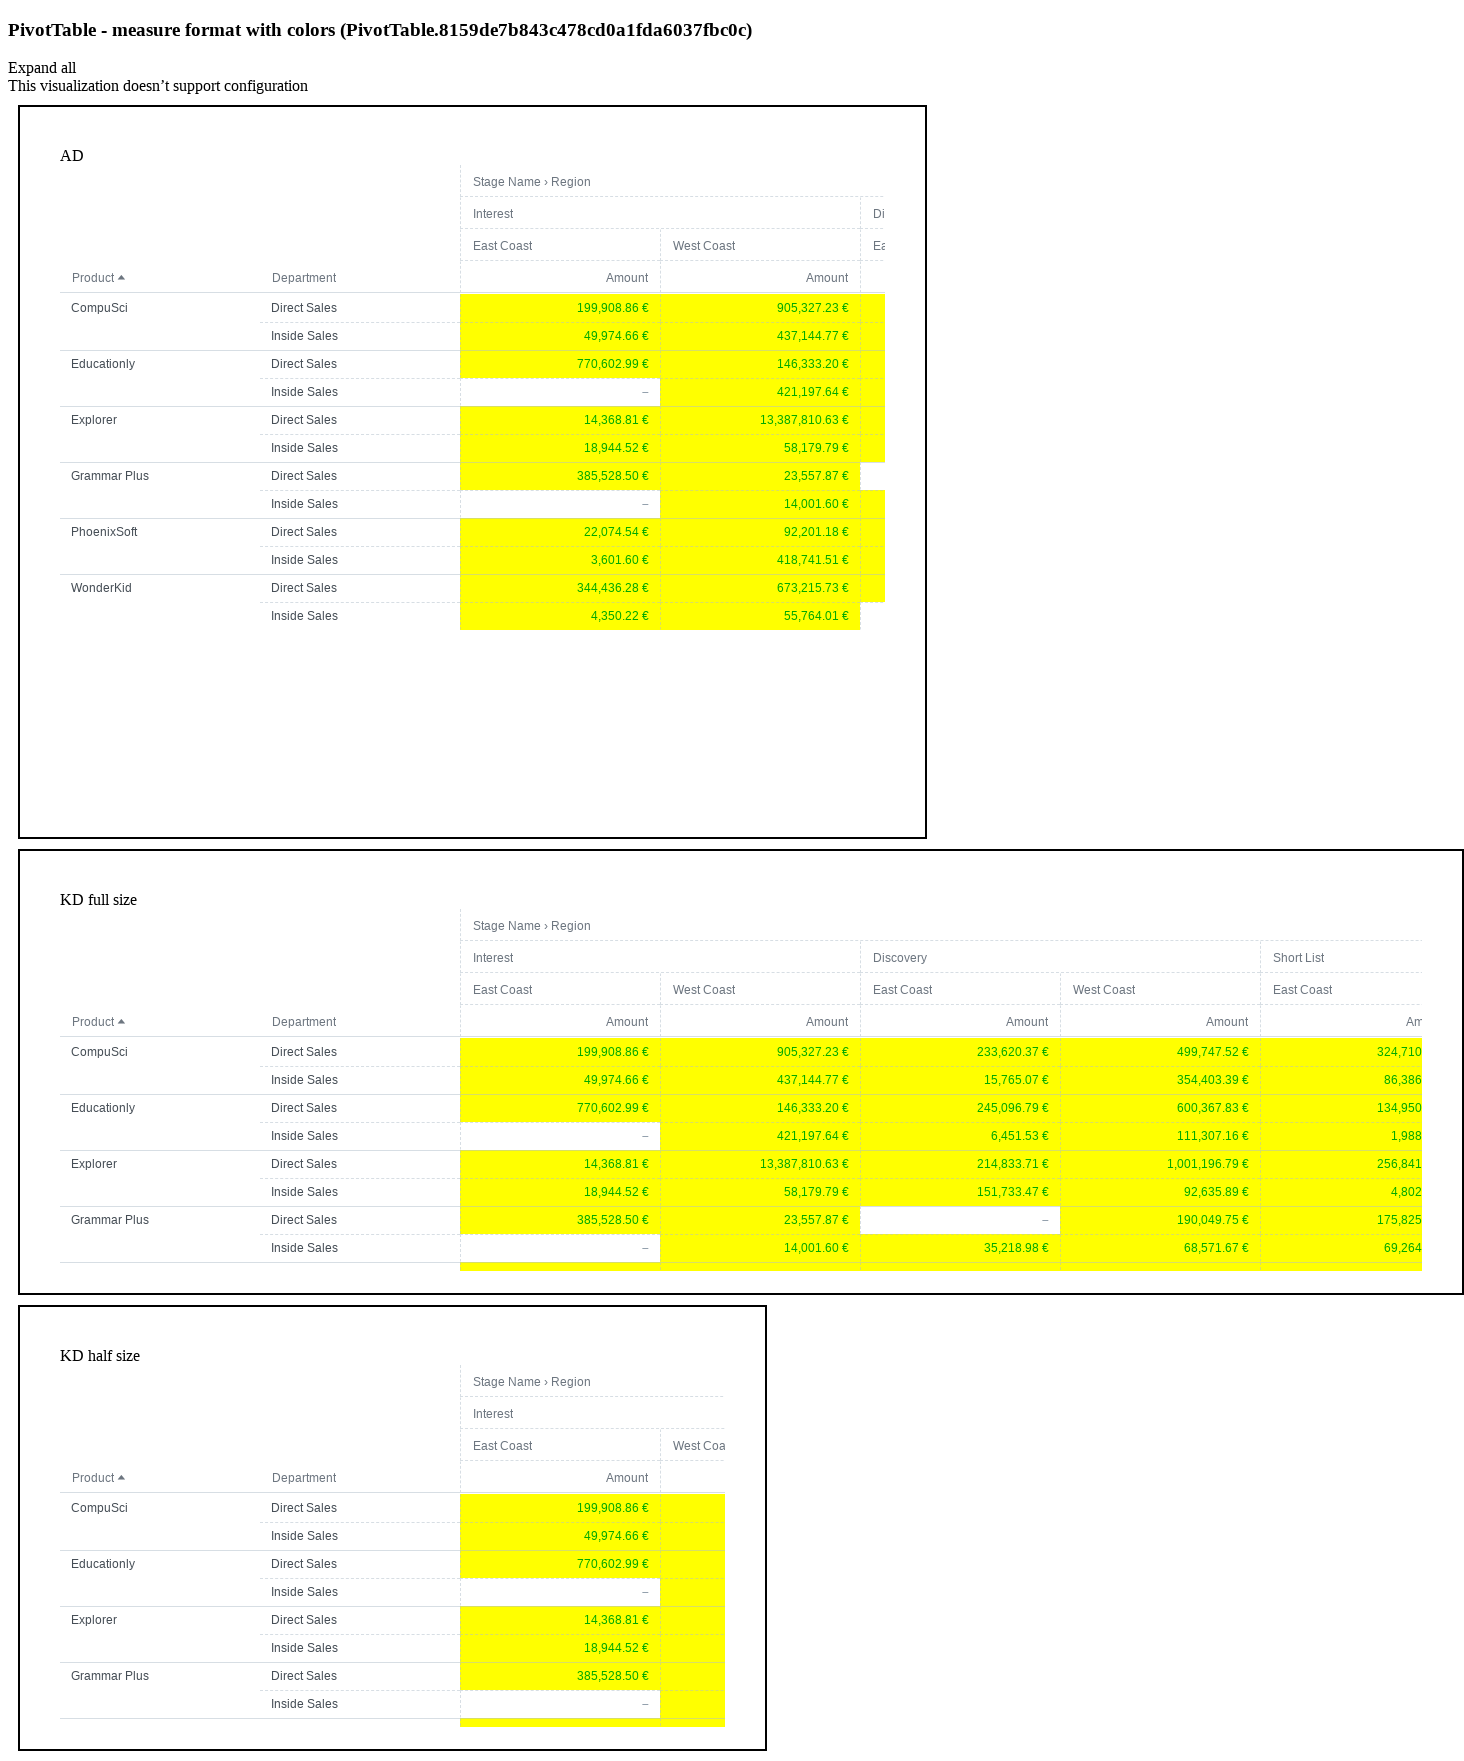 PivotTable - measure format with colors (PivotTable.8159de7b843c478cd0a1fda6037fbc0c)
Expand all
This visualization doesn’t support configuration
AD
Stage Name › Region
Interest Di
East Coast West Coast Ea
Product Department Amount Amount
CompuSci Direct Sales 199,908.86 € 905,327.23 €
Inside Sales 49,974.66 € 437,144.77 €
Educationly Direct Sales 770,602.99 € 146,333.20 €
Inside Sales – 421,197.64 €
Explorer Direct Sales 14,368.81 € 13,387,810.63 €
Inside Sales 18,944.52 € 58,179.79 €
Grammar Plus Direct Sales 385,528.50 € 23,557.87 €
Inside Sales – 14,001.60 €
PhoenixSoft Direct Sales 22,074.54 € 92,201.18 €
Inside Sales 3,601.60 € 418,741.51 €
WonderKid Direct Sales 344,436.28 € 673,215.73 €
Inside Sales 4,350.22 € 55,764.01 €
KD full size
Stage Name › Region
Interest Discovery Short List
East Coast West Coast East Coast West Coast East Coast
Product Department Amount Amount Amount Amount Am
CompuSci Direct Sales 199,908.86 € 905,327.23 € 233,620.37 € 499,747.52 € 324,710
Inside Sales 49,974.66 € 437,144.77 € 15,765.07 € 354,403.39 € 86,386
Educationly Direct Sales 770,602.99 € 146,333.20 € 245,096.79 € 600,367.83 € 134,950
Inside Sales – 421,197.64 € 6,451.53 € 111,307.16 € 1,988
Explorer Direct Sales 14,368.81 € 13,387,810.63 € 214,833.71 € 1,001,196.79 € 256,841
Inside Sales 18,944.52 € 58,179.79 € 151,733.47 € 92,635.89 € 4,802
Grammar Plus Direct Sales 385,528.50 € 23,557.87 € – 190,049.75 € 175,825
Inside Sales – 14,001.60 € 35,218.98 € 68,571.67 € 69,264
KD half size
Stage Name › Region
Interest
East Coast West Coa
Product Department Amount
CompuSci Direct Sales 199,908.86 €
Inside Sales 49,974.66 €
Educationly Direct Sales 770,602.99 €
Inside Sales –
Explorer Direct Sales 14,368.81 €
Inside Sales 18,944.52 €
Grammar Plus Direct Sales 385,528.50 €
Inside Sales –